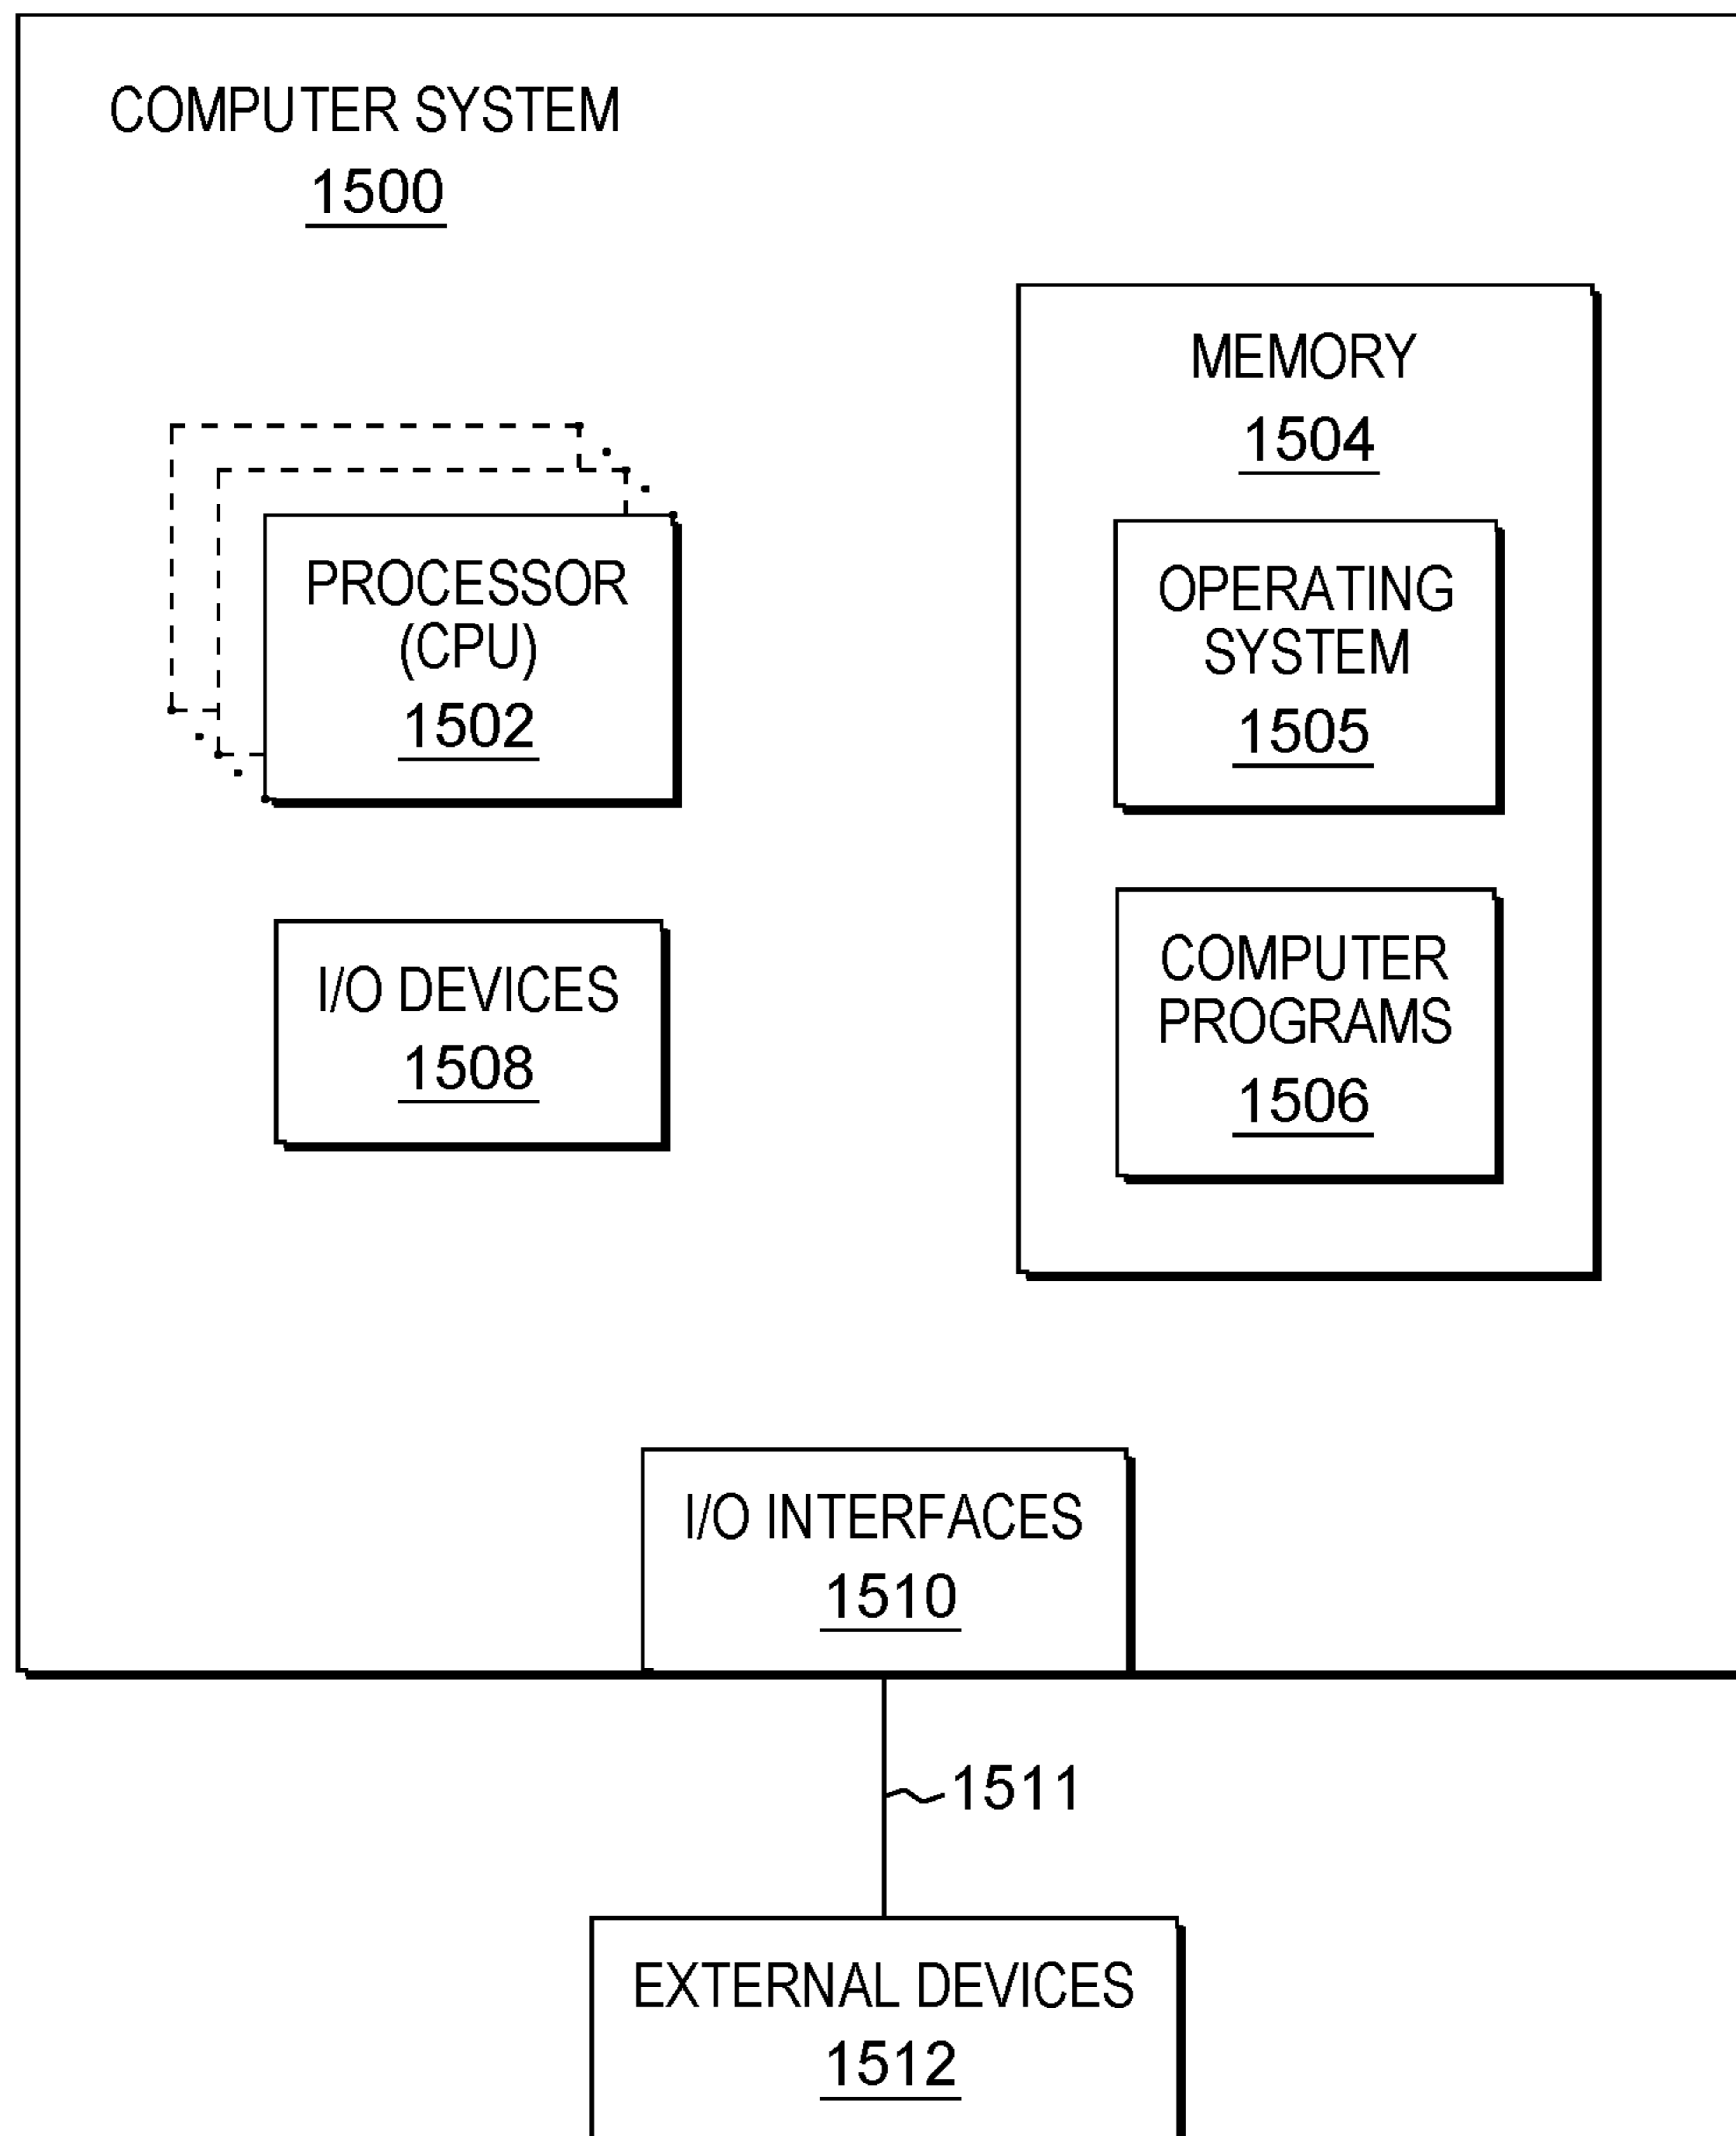 COMPUTER SYSTEM
1500
MEMORY
1504
PROCESSOR
(CPU)
1502
OPERATING
SYSTEM
1505
I/O DEVICES
1508
COMPUTER
PROGRAMS
1506
I/O INTERFACES
1510
1511
EXTERNAL DEVICES
1512